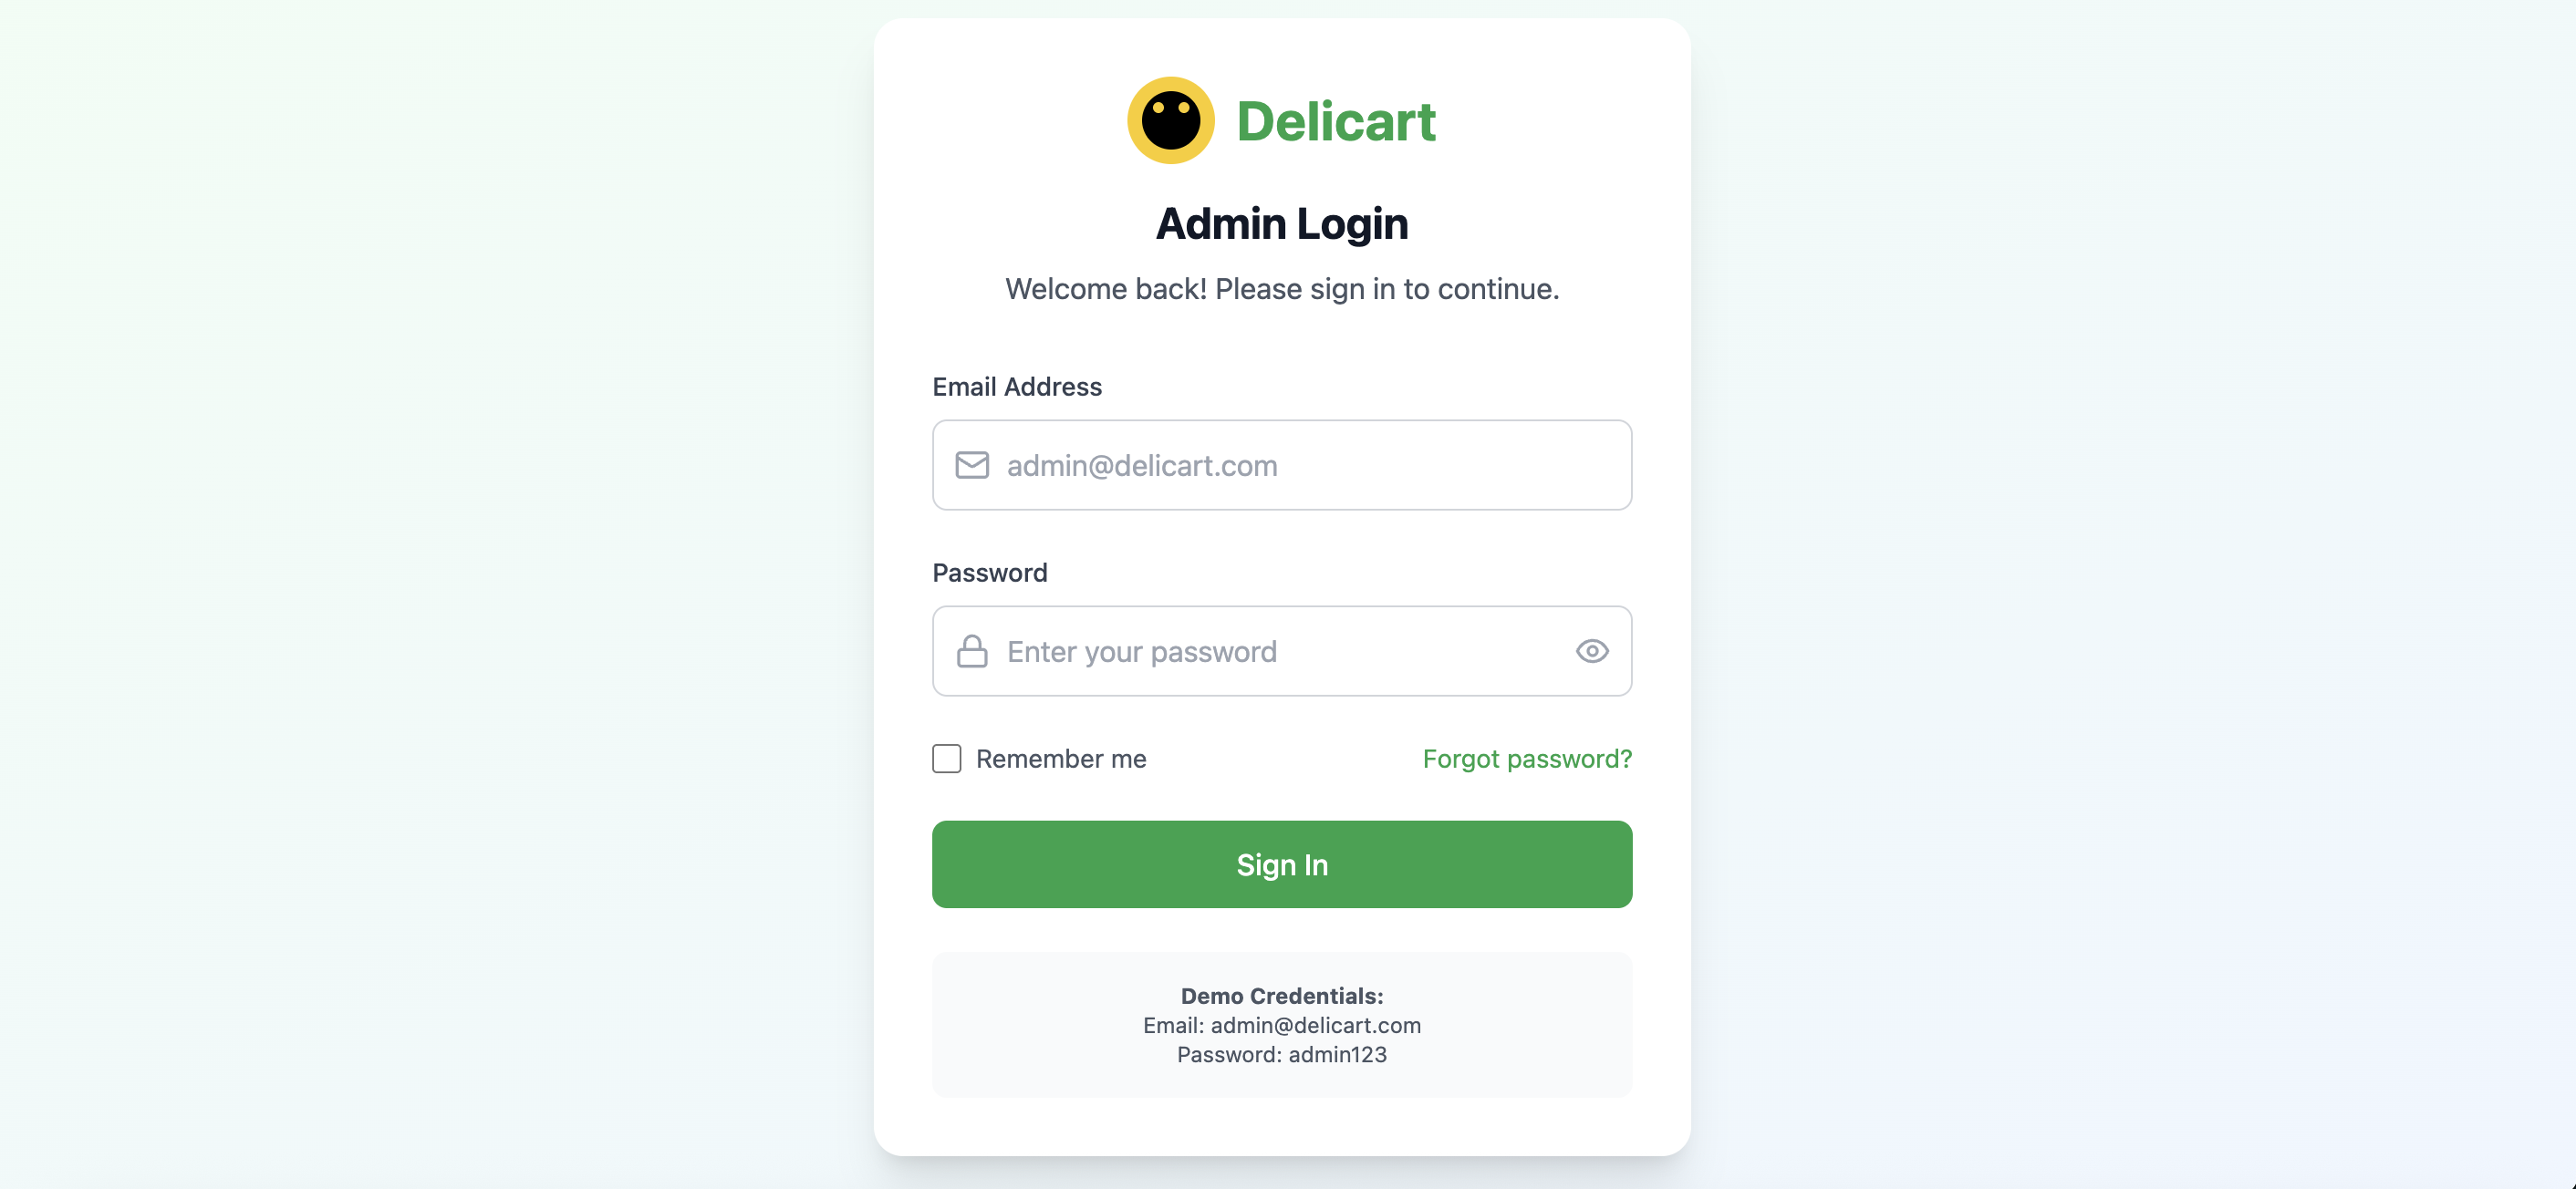 Delicart
Admin Login
Welcome back! Please sign in to continue.
Email Address
admin@delicart.com
Password
Enter your password
Remember me
Forgot password?
Sign In
Demo Credentials:
Email: admin@delicart.com
Password: admin123